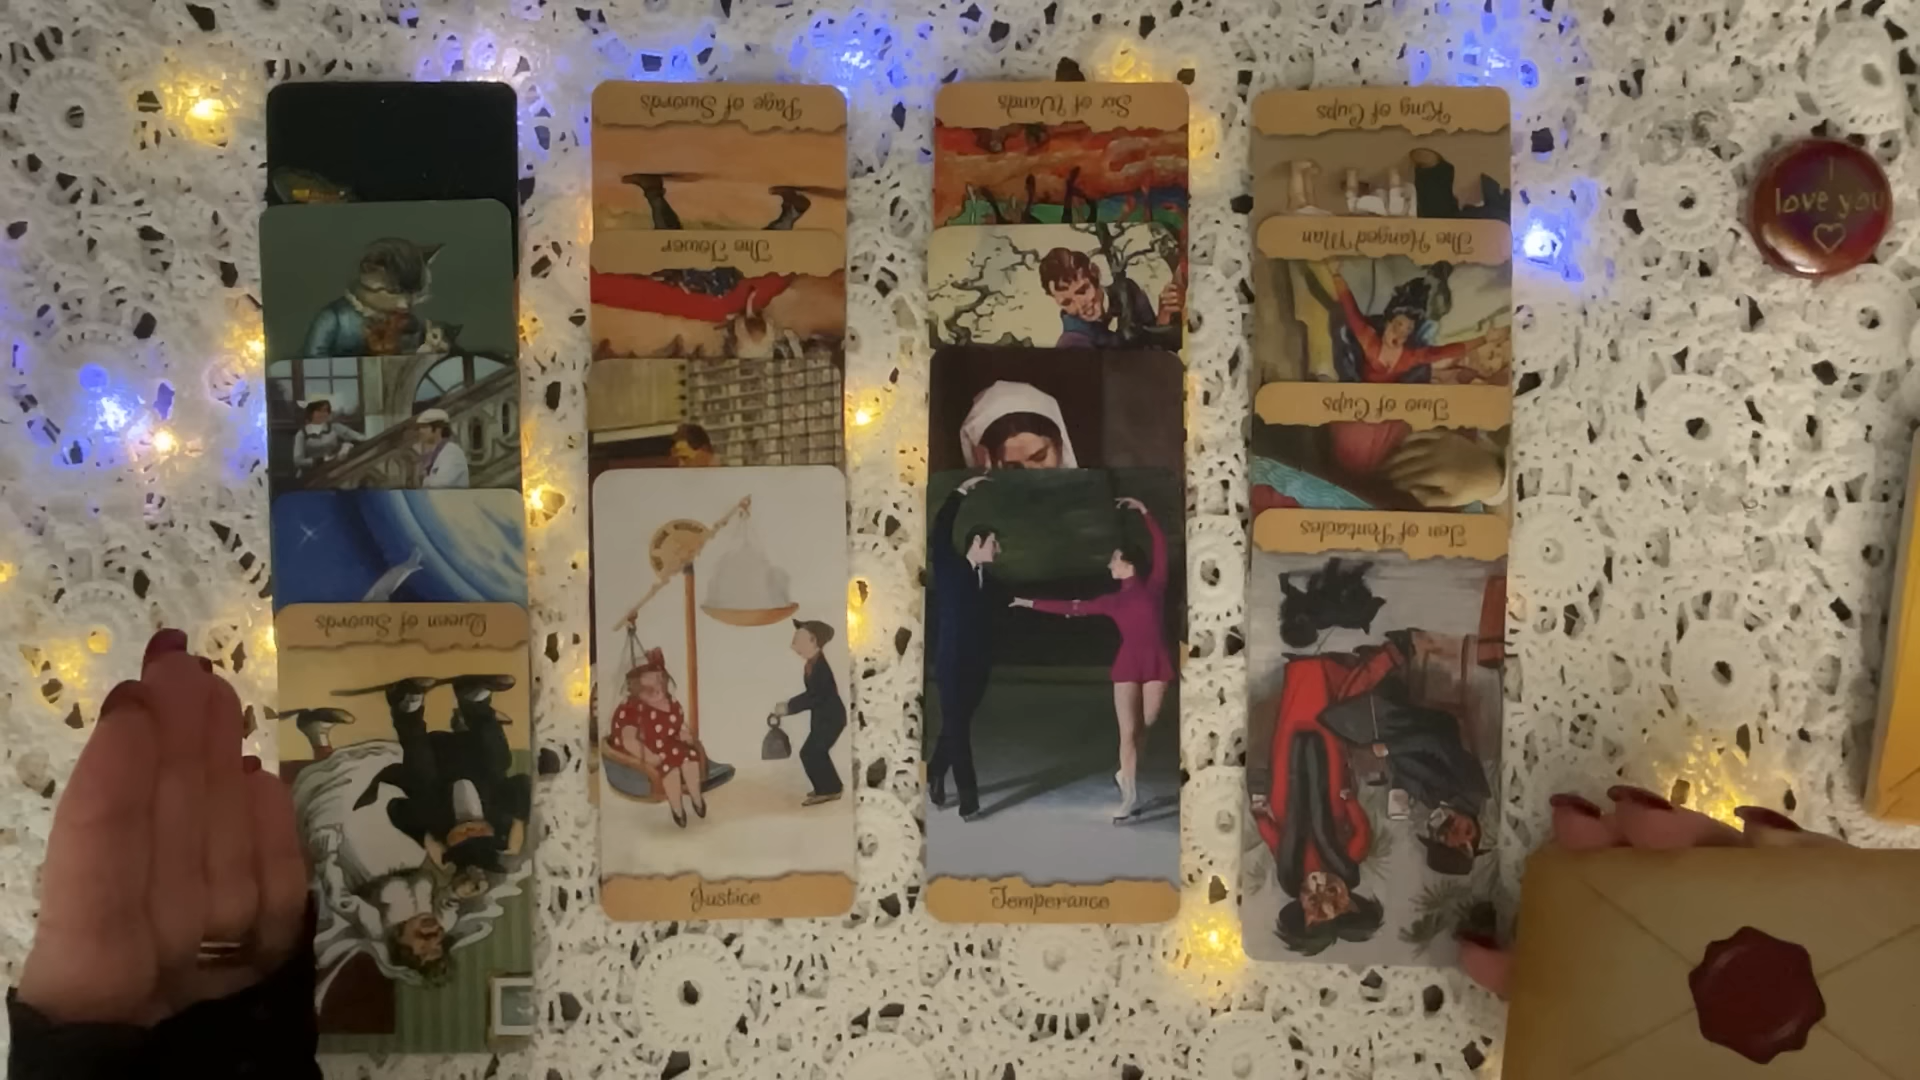 Page of Swords
Six of Wands
King of Cups
I
love you
The Tower
The Hanged Man
Two of Cups
Ten of Pentacles
Queen of Swords
Justice
Temperance